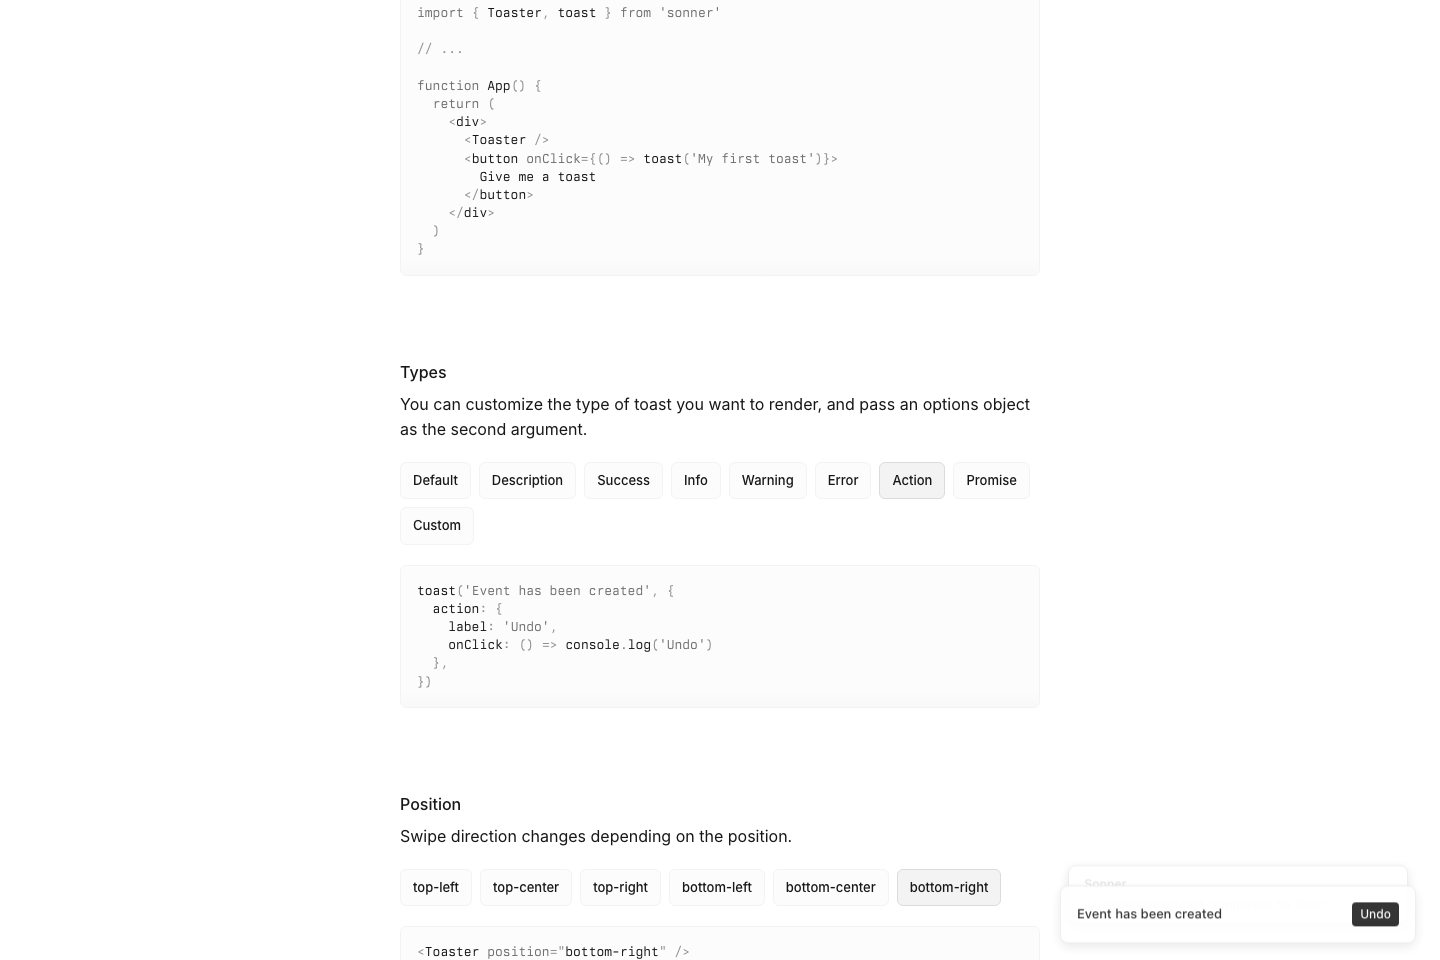 import { Toaster, toast } from 'sonner'
// ...
function App() {
  return (
    <div>
      <Toaster />
      <button onClick={() => toast('My first toast')}>
        Give me a toast
      </button>
    </div>
  )
}
Types
You can customize the type of toast you want to render, and pass an options object
as the second argument.
Default Description Success Info Warning Error Action Promise
Custom
toast('Event has been created', {
  action: {
    label: 'Undo',
    onClick: () => console.log('Undo')
  },
})
Position
Swipe direction changes depending on the position.
top-left top-center top-right bottom-left bottom-center bottom-right
Sonner
Event has been created Undo
<Toaster position="bottom-right" />